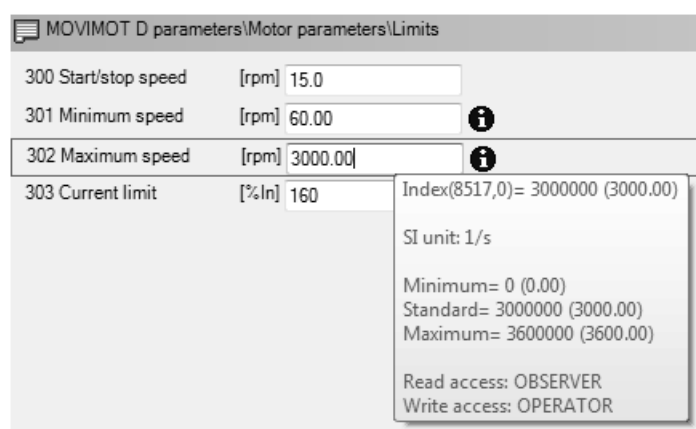 MOVIMOT D parameters\Motor parameters\Limits
300 Start/stop speed [rpm] 15.0
301 Minimum speed [rpm] 60.00
302 Maximum speed [rpm] 3000.00
303 Current limit [%In] 160
Index(8517,0)= 3000000 (3000.00)
SI unit: 1/s
Minimum= 0 (0.00)
Standard= 3000000 (3000.00)
Maximum= 3600000 (3600.00)
Read access: OBSERVER
Write access: OPERATOR